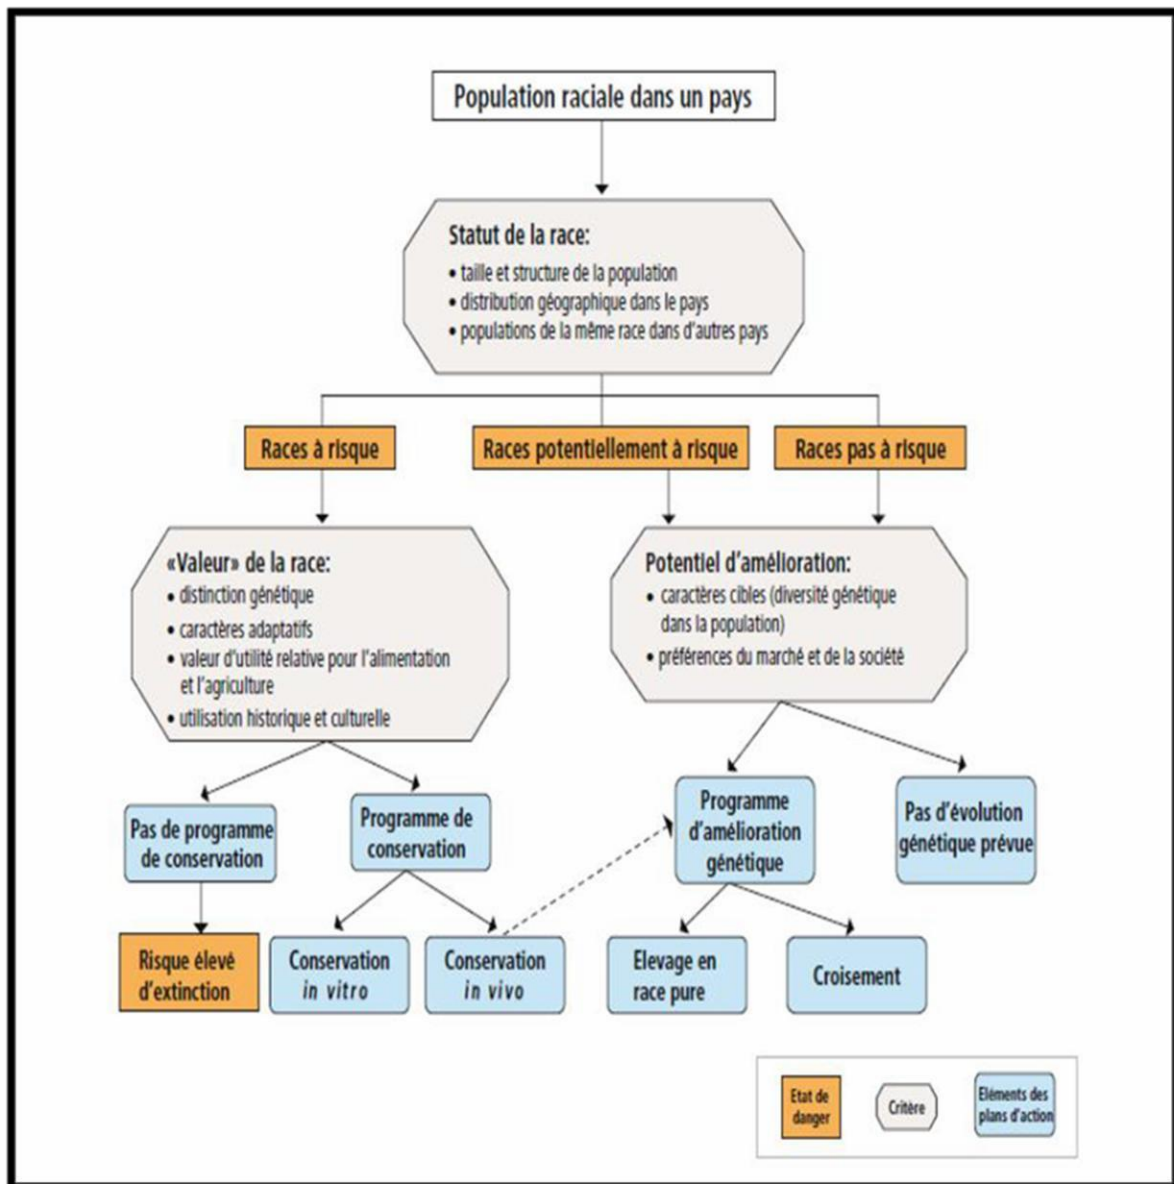 Population raciale dans un pays
Statut de la race:
• taille et structure de la population
• distribution géographique dans le pays
• populations de la même race dans d'autres pays
Races à risque
Races potentiellement à risque
Races pas à risque
«Valeur» de la race:
• distinction génétique
• caractères adaptatifs
• valeur d'utilité relative pour l'alimentation
et l'agriculture
• utilisation historique et culturelle
Potentiel d'amélioration:
• caractères cibles (diversité génétique
dans la population)
• préférences du marché et de la société
Pas de programme
de conservation
Programme de
conservation
Programme
d'amélioration
génétique
Pas d'évolution
génétique prévue
Risque élevé
d'extinction
Conservation
in vitro
Conservation
in vivo
Elevage en
race pure
Croisement
Etat de
danger
Critère
Eléments des
plans d'action